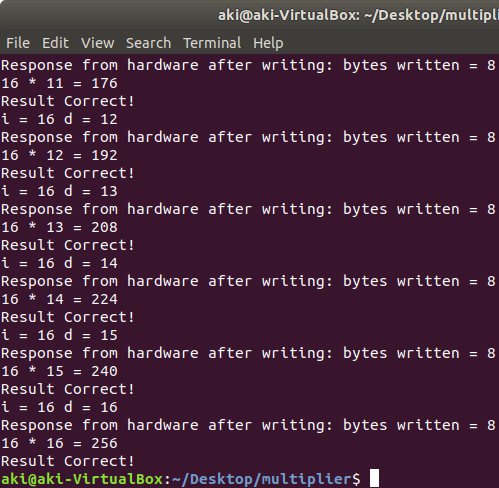 aki@aki-VirtualBox: ~/Desktop/multipli
File Edit View Search Terminal Help
Response from hardware after writing: bytes written = 8
16 * 11 = 176
Result Correct!
i = 16 d = 12
Response from hardware after writing: bytes written = 8
16 * 12 = 192
Result Correct!
i = 16 d = 13
Response from hardware after writing: bytes written = 8
16 * 13 = 208
Result Correct!
i = 16 d = 14
Response from hardware after writing: bytes written = 8
16 * 14 = 224
Result Correct!
i = 16 d = 15
Response from hardware after writing: bytes written = 8
16 * 15 = 240
Result Correct!
i = 16 d = 16
Response from hardware after writing: bytes written = 8
16 * 16 = 256
Result Correct!
aki@aki-VirtualBox:~/Desktop/multiplier$